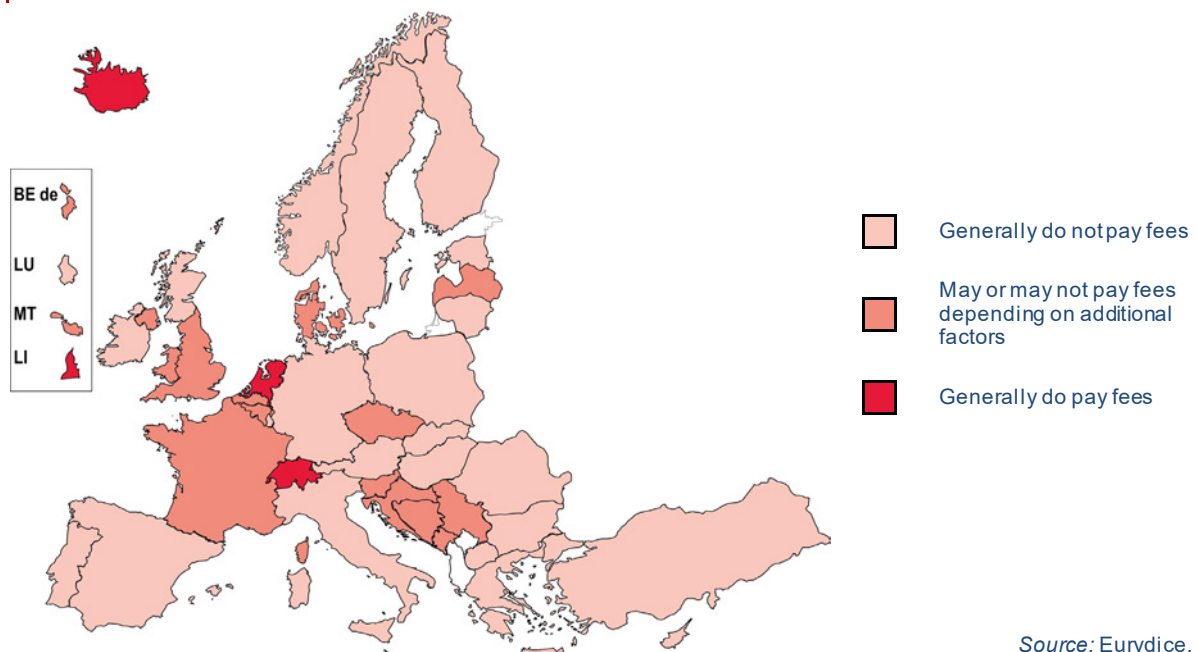 BE de
LU
MT
LI
Generally do not pay fees
May or may not pay fees
depending on additional
factors
Generally do pay fees
Source: Eurydice.